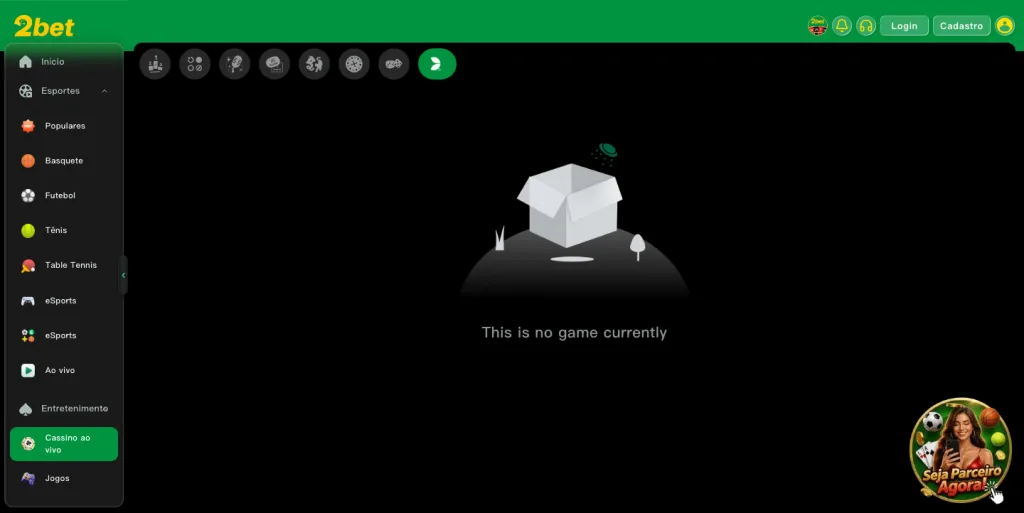 2bet
Login
Cadastro
Início
Esportes
Populares
Basquete
Futebol
Tênis
Table Tennis
eSports
eSports
Ao vivo
Entretenimento
Cassino ao
vivo
Jogos
This is no game currently
Seja Parceiro
Agora!